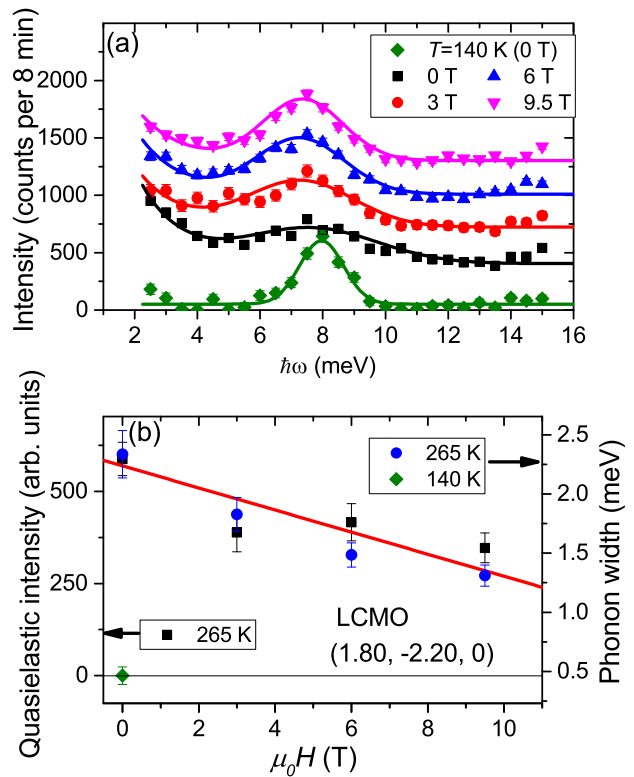 (a)
T=140 K (0 T)
0 T
6 T
3 T
9.5 T
Intensity (counts per 8 min)
2000
1500
1000
500
0
2 4 6 8 10 12 14 16
ħω (meV)
(b)
265 K
140 K
Quasielastic intensity (arb. units)
500
250
0
Phonon width (meV)
2.5
2.0
1.5
1.0
0.5
265 K
LCMO
(1.80, -2.20, 0)
0 2 4 6 8 10
μ₀H (T)